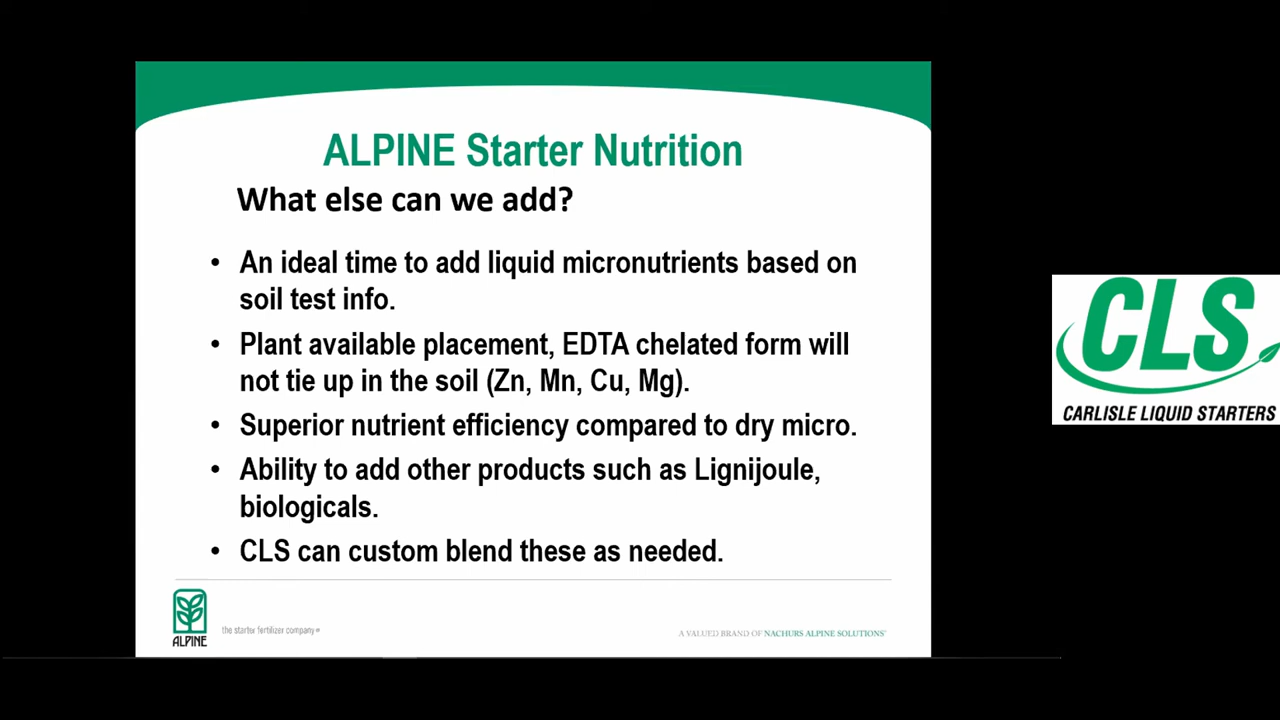 ALPINE Starter Nutrition
What else can we add?
• An ideal time to add liquid micronutrients based on
soil test info.
• Plant available placement, EDTA chelated form will
not tie up in the soil (Zn, Mn, Cu, Mg).
• Superior nutrient efficiency compared to dry micro.
• Ability to add other products such as Lignijoule,
biologicals.
• CLS can custom blend these as needed.
ALPINE
the starter fertilizer company
A VALUED BRAND OF NACHURS ALPINE SOLUTIONS
CLS
CARLISLE LIQUID STARTERS